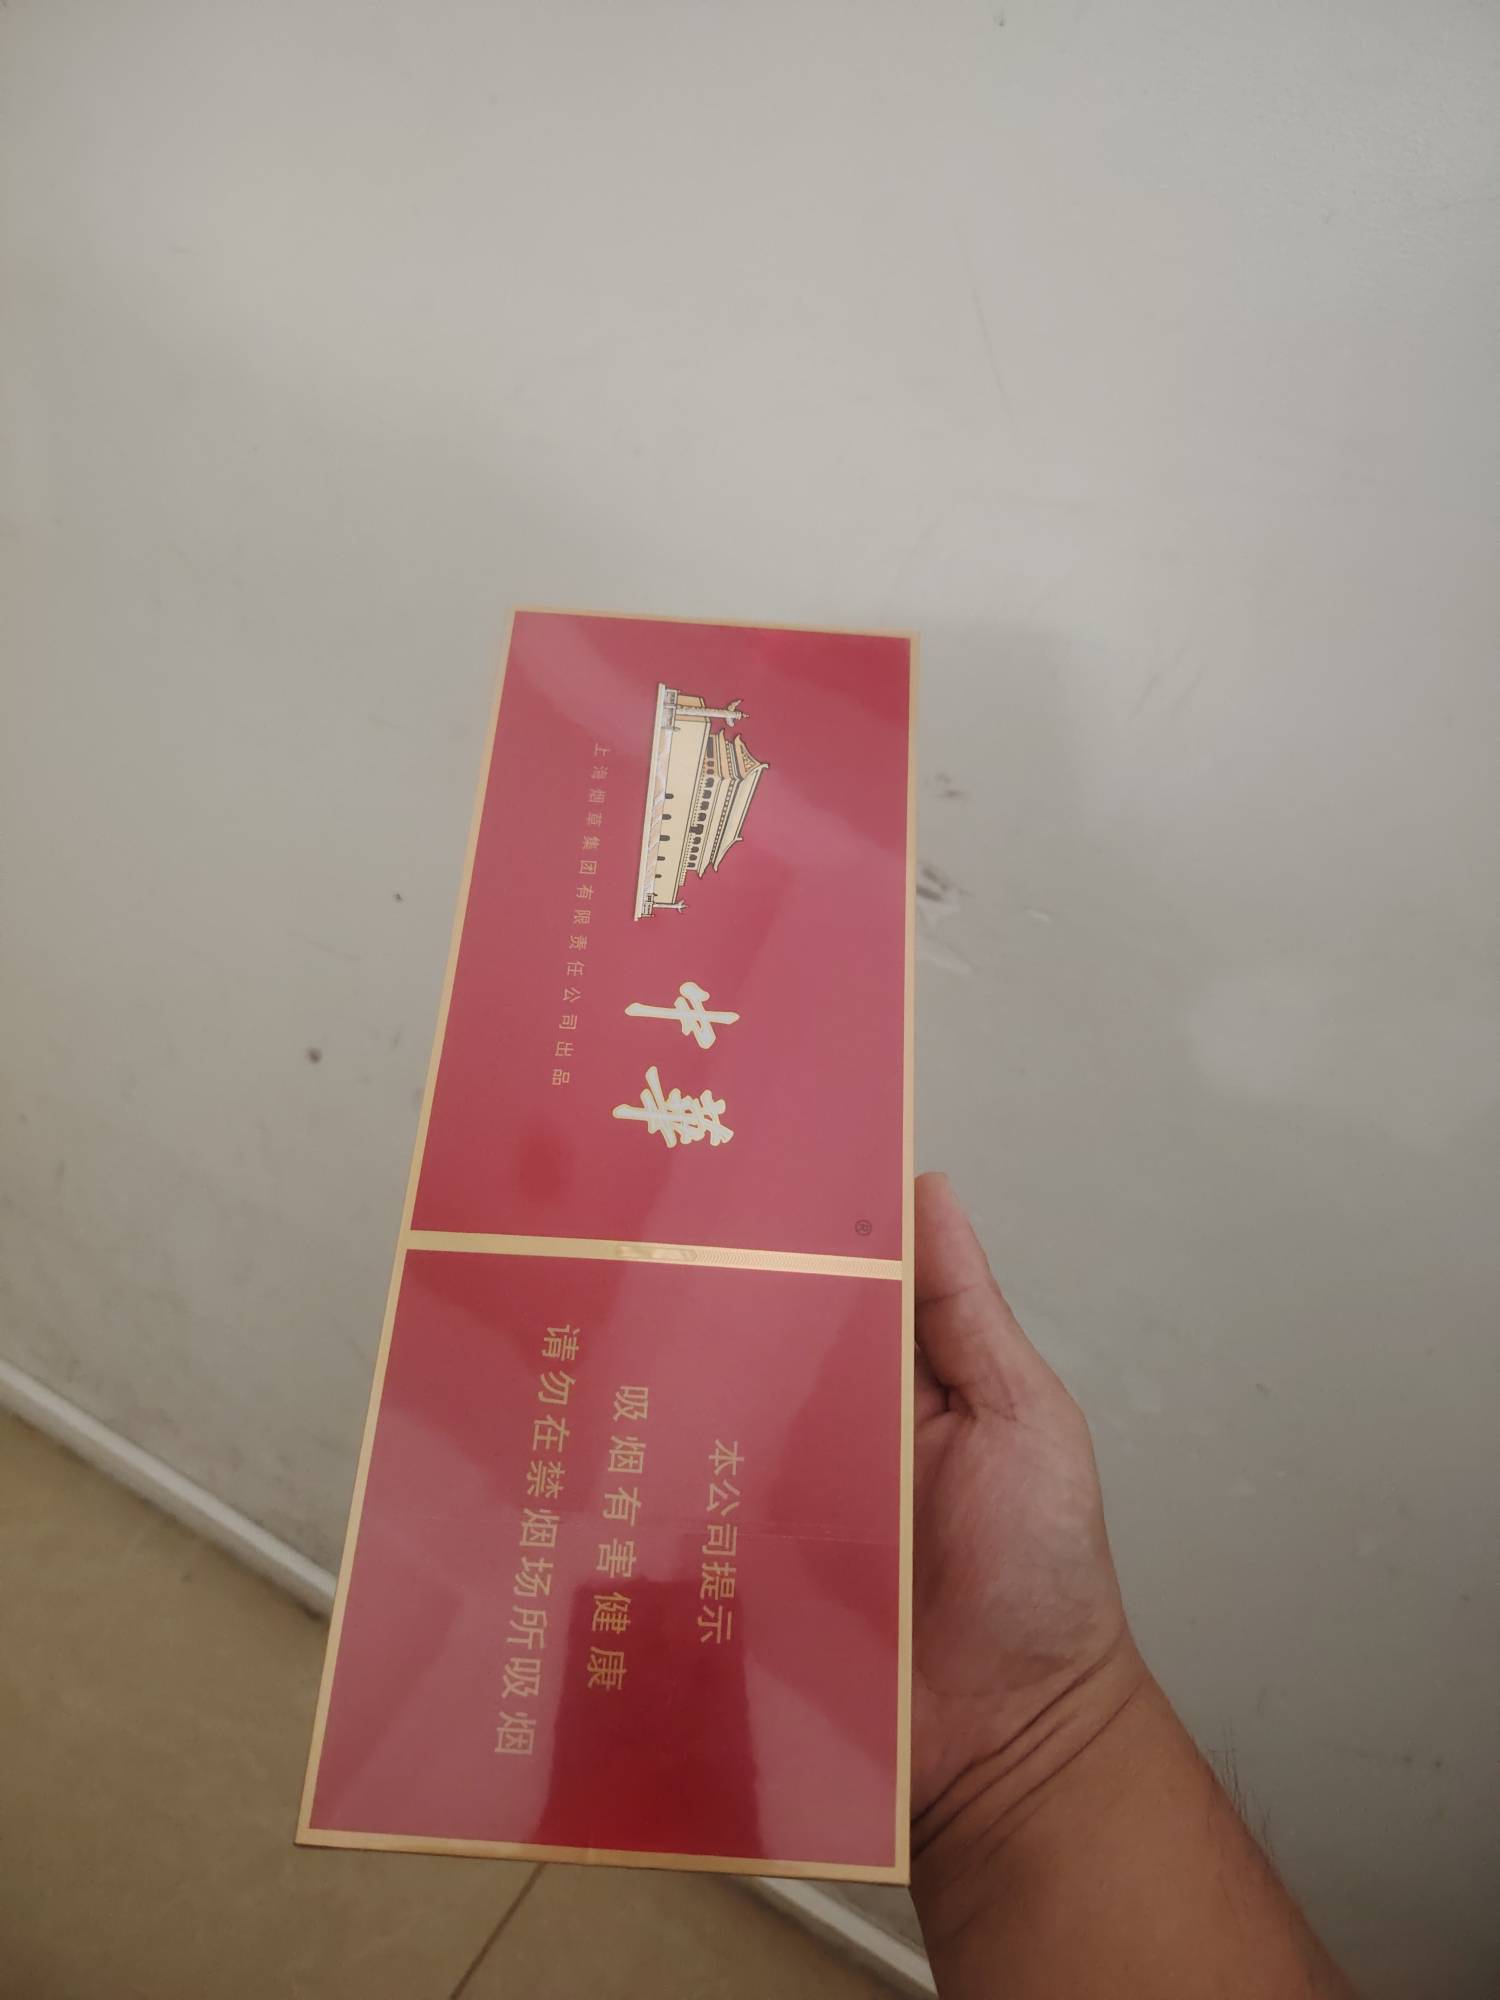 中華
上海烟草集团有限责任公司出品
®
本公司提示
吸烟有害健康
请勿在禁烟场所吸烟